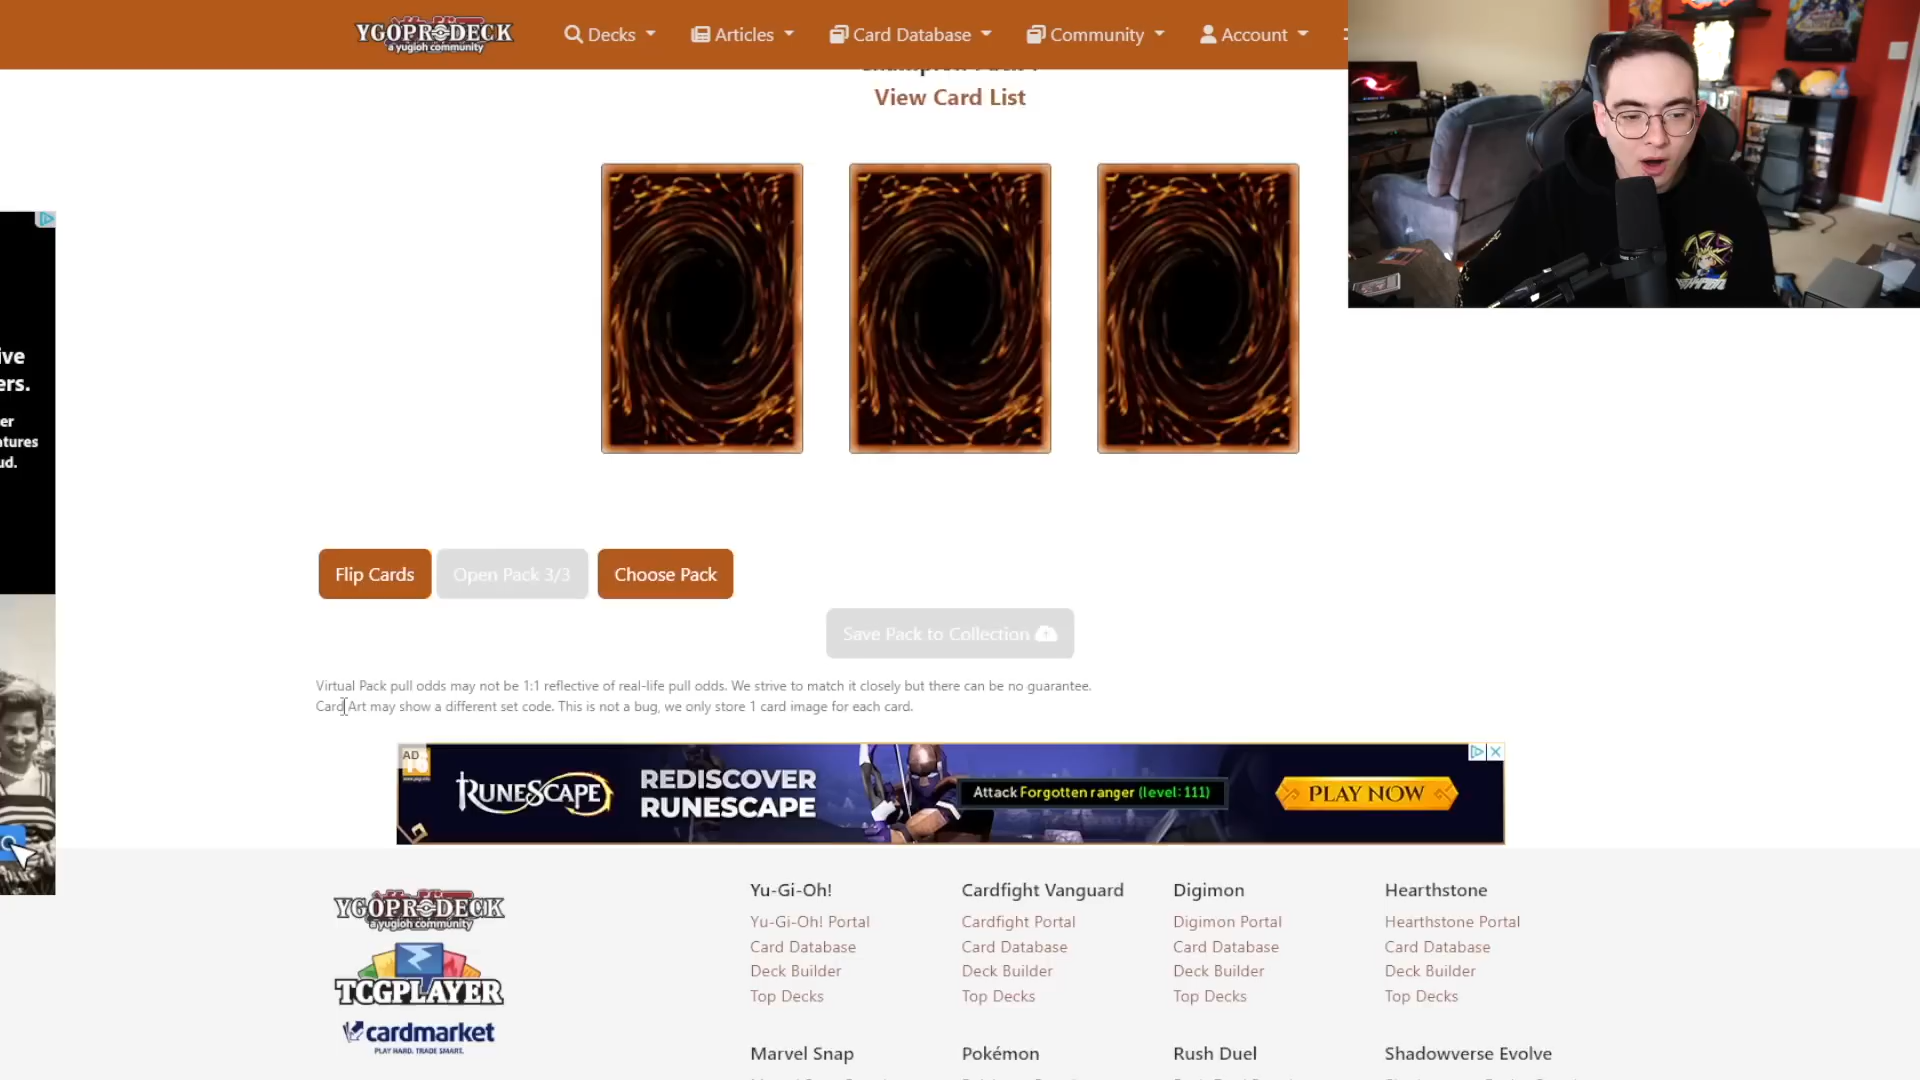 YGOPRODECK
a yugioh community
Decks
Articles
Card Database
Community
Account
View Card List
ive
ers.
er
atures
ud.
Flip Cards
Open Pack 3/3
Choose Pack
Save Pack to Collection
Virtual Pack pull odds may not be 1:1 reflective of real-life pull odds. We strive to match it closely but there can be no guarantee.
Card Art may show a different set code. This is not a bug, we only store 1 card image for each card.
AD
RUNESCAPE
REDISCOVER
RUNESCAPE
Attack Forgotten ranger (level: 111)
PLAY NOW
YGOPRODECK
a yugioh community
TCGPLAYER
cardmarket
PLAY HARD. TRADE SMART.
Yu-Gi-Oh!
Yu-Gi-Oh! Portal
Card Database
Deck Builder
Top Decks
Cardfight Vanguard
Cardfight Portal
Card Database
Deck Builder
Top Decks
Digimon
Digimon Portal
Card Database
Deck Builder
Top Decks
Hearthstone
Hearthstone Portal
Card Database
Deck Builder
Top Decks
Marvel Snap
Pokémon
Rush Duel
Shadowverse Evolve